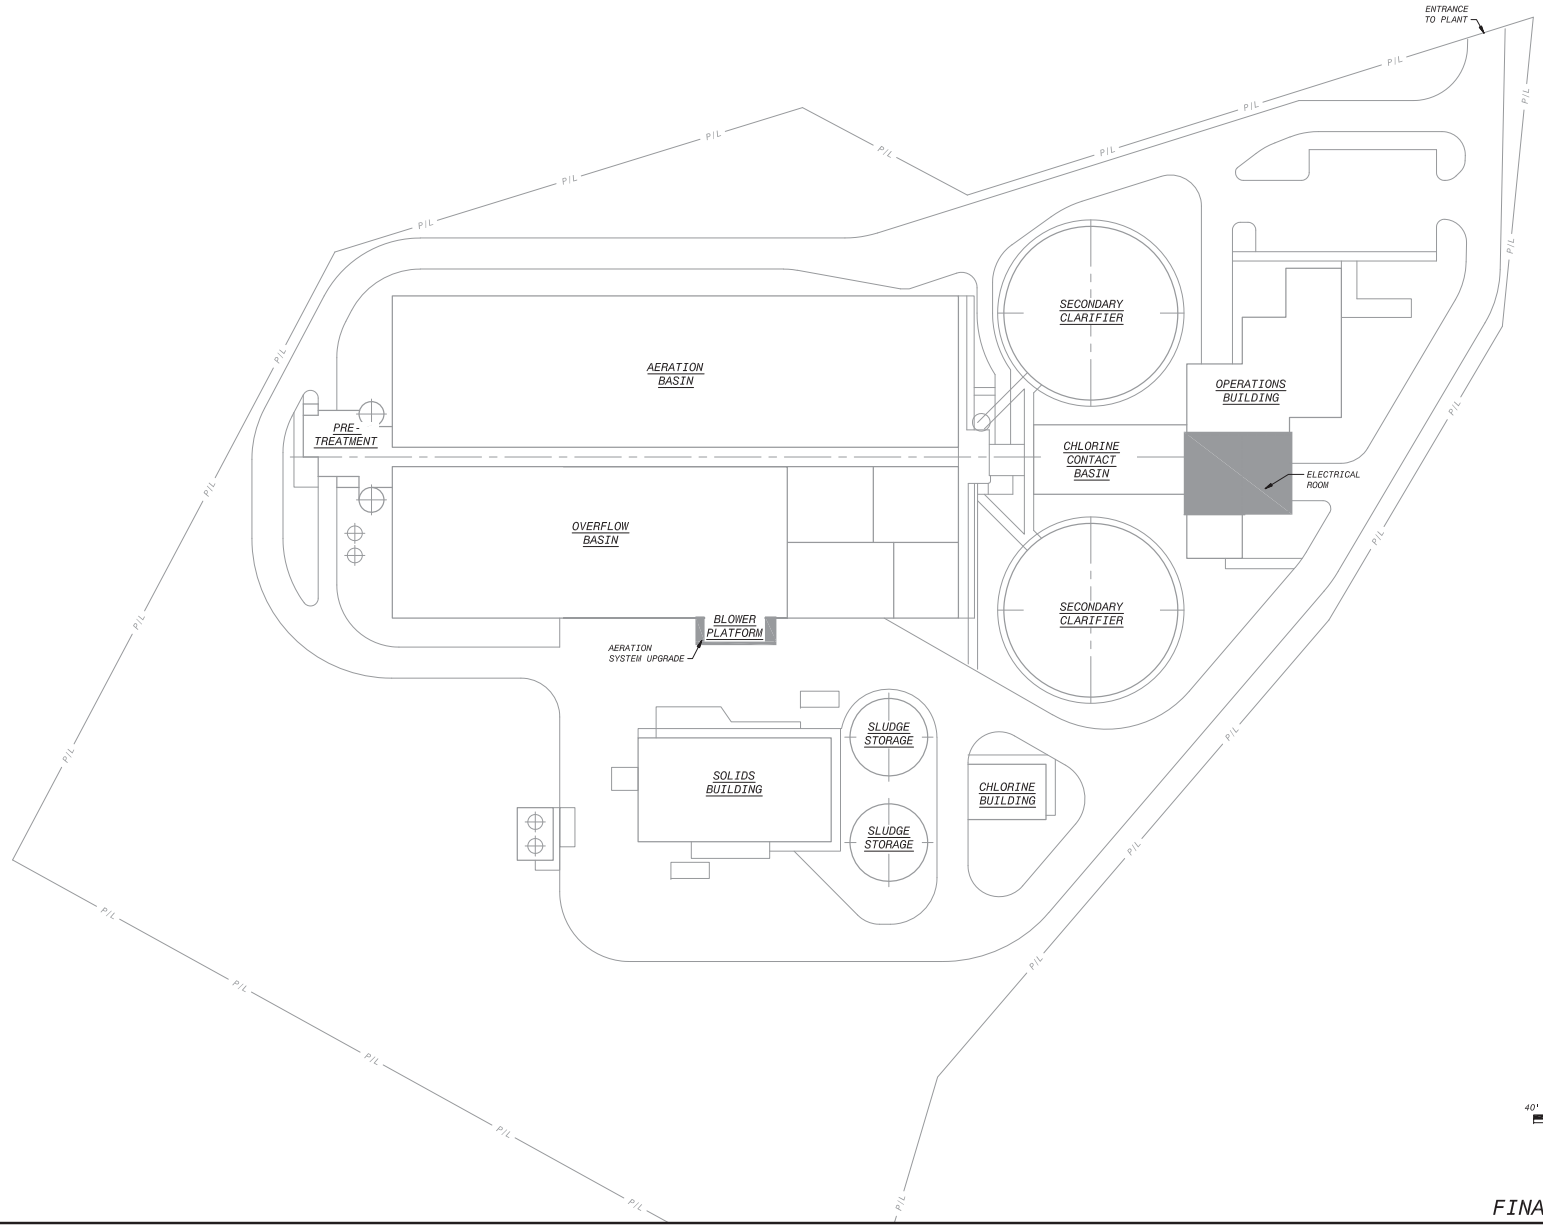 ENTRANCE
TO PLANT
P/L
P/L
P/L
P/L
P/L
P/L
P/L
P/L
P/L
P/L
SECONDARY
CLARIFIER
P/L
AERATION
BASIN
OPERATIONS
BUILDING
P/L
PRE-
TREATMENT
CHLORINE
CONTACT
BASIN
ELECTRICAL
ROOM
P/L
OVERFLOW
BASIN
P/L
SECONDARY
CLARIFIER
P/L
BLOWER
PLATFORM
AERATION
SYSTEM UPGRADE
SLUDGE
STORAGE
P/L
P/L
SOLIDS
BUILDING
CHLORINE
BUILDING
SLUDGE
STORAGE
P/L
P/L
P/L
P/L
P/L
40'
P/L
P/L
P/L
FINA